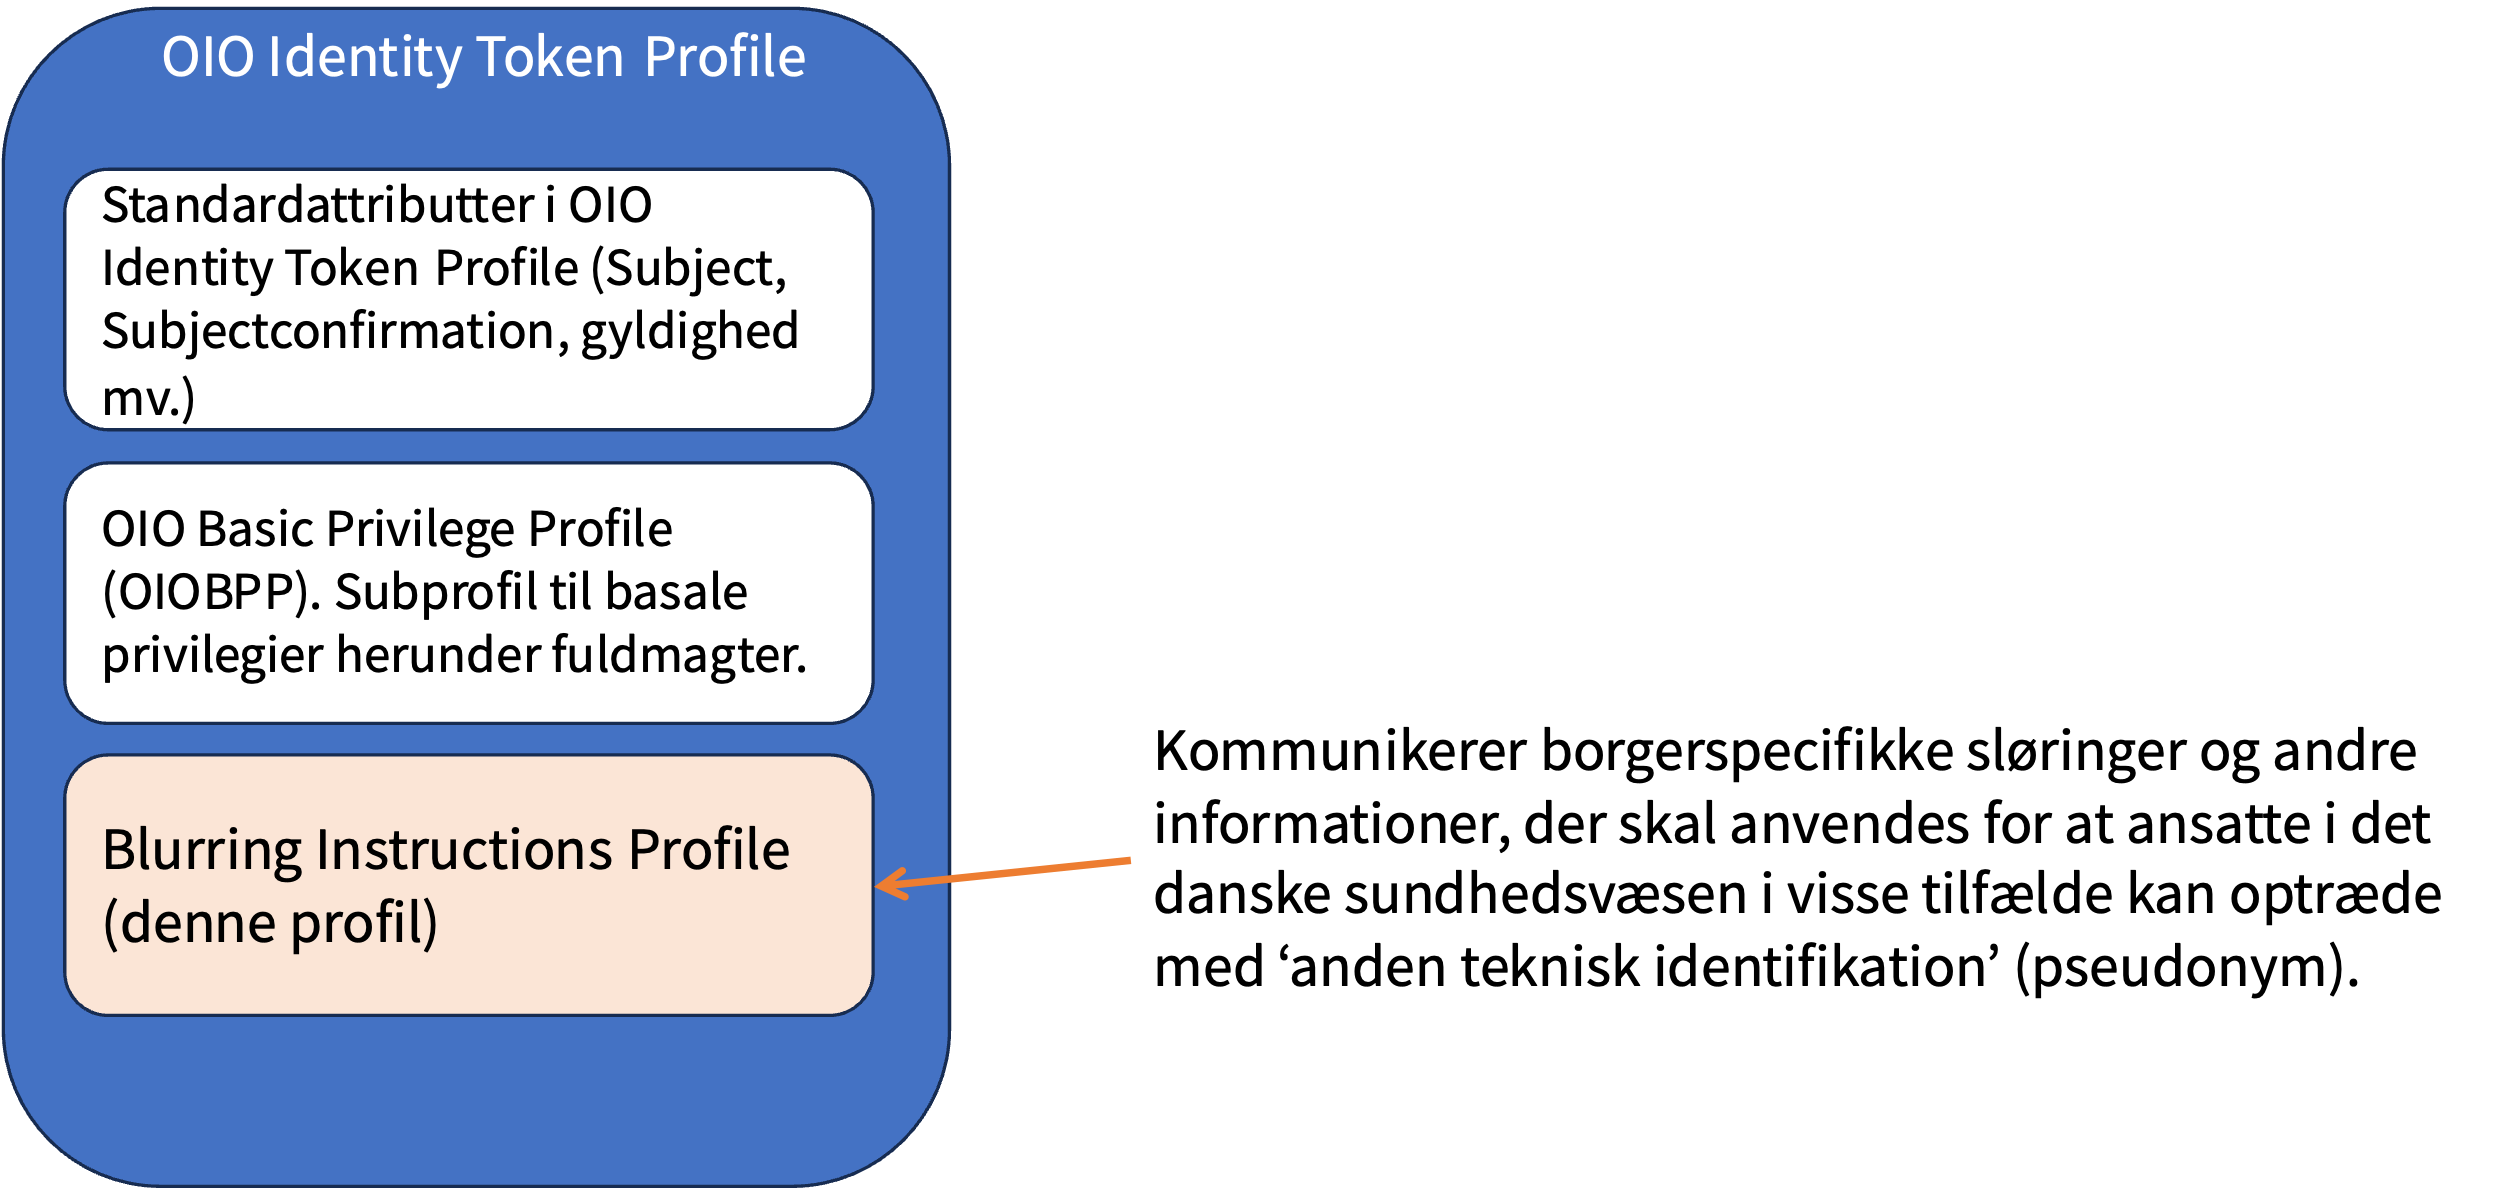 OIO Identity Token Profile
Standardattributter i OIO
Identity Token Profile (Subject,
Subjectconfirmation, gyldighed
mv.)
OIO Basic Privilege Profile
(OIOBPP). Subprofil til basale
privilegier herunder fuldmagter.
Blurring Instructions Profile
(denne profil)
Kommunikerer borgerspecifikke sløringer og andre
informationer, der skal anvendes for at ansatte i det
danske sundhedsvæsen i visse tilfælde kan optræde
med ‘anden teknisk identifikation’ (pseudonym).